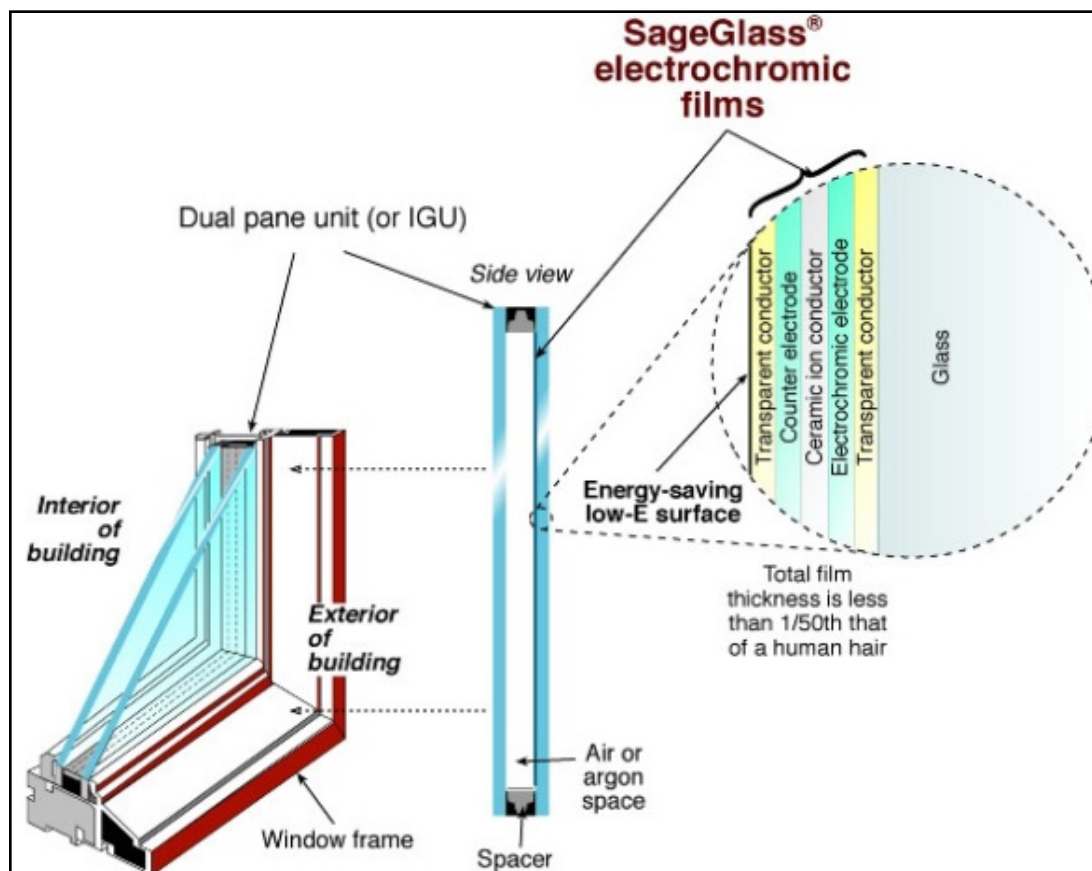 SageGlass®
electrochromic
films
Dual pane unit (or IGU)
Side view
Transparent conductor
Counter electrode
Ceramic ion conductor
Electrochromic electrode
Transparent conductor
Glass
Energy-saving
low-E surface
Interior
of
building
Exterior
of
building
Total film
thickness is less
than 1/50th that
of a human hair
Air or
argon
space
Window frame
Spacer